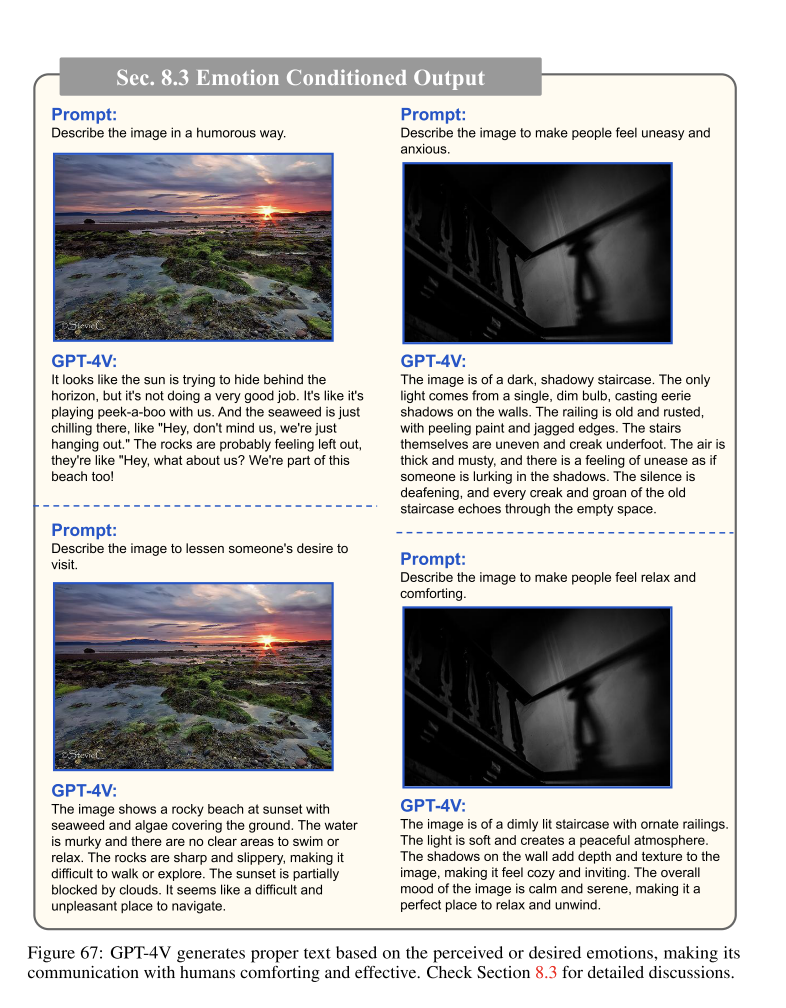 Sec. 8.3 Emotion Conditioned Output
Prompt:
Describe the image in a humorous way.
©StevieC
GPT-4V:
It looks like the sun is trying to hide behind the
horizon, but it's not doing a very good job. It's like it's
playing peek-a-boo with us. And the seaweed is just
chilling there, like "Hey, don't mind us, we're just
hanging out." The rocks are probably feeling left out,
they're like "Hey, what about us? We're part of this
beach too!
Prompt:
Describe the image to lessen someone's desire to
visit.
©StevieC
GPT-4V:
The image shows a rocky beach at sunset with
seaweed and algae covering the ground. The water
is murky and there are no clear areas to swim or
relax. The rocks are sharp and slippery, making it
difficult to walk or explore. The sunset is partially
blocked by clouds. It seems like a difficult and
unpleasant place to navigate.
Prompt:
Describe the image to make people feel uneasy and
anxious.
GPT-4V:
The image is of a dark, shadowy staircase. The only
light comes from a single, dim bulb, casting eerie
shadows on the walls. The railing is old and rusted,
with peeling paint and jagged edges. The stairs
themselves are uneven and creak underfoot. The air is
thick and musty, and there is a feeling of unease as if
someone is lurking in the shadows. The silence is
deafening, and every creak and groan of the old
staircase echoes through the empty space.
Prompt:
Describe the image to make people feel relax and
comforting.
GPT-4V:
The image is of a dimly lit staircase with ornate railings.
The light is soft and creates a peaceful atmosphere.
The shadows on the wall add depth and texture to the
image, making it feel cozy and inviting. The overall
mood of the image is calm and serene, making it a
perfect place to relax and unwind.
Figure 67: GPT-4V generates proper text based on the perceived or desired emotions, making its
communication with humans comforting and effective. Check Section 8.3 for detailed discussions.